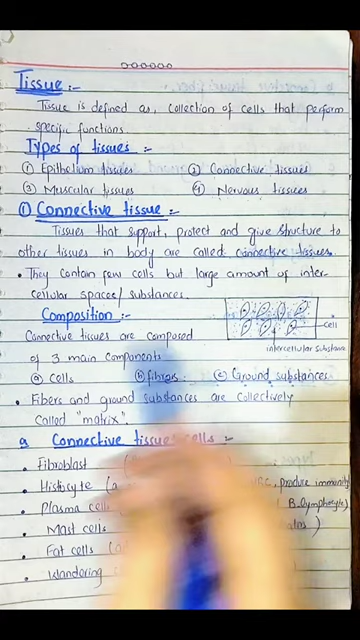 Tissue :-
Tissue is defined as, collection of cells that perform
specific functions.
Types of tissues :-
① Epithelium tissues ② Connective tissues
③ Muscular tissues ④ Nervous tissues
① Connective tissue :-
Tissues that support, protect and give structure to
other tissues in body are called connective tissues.
• They contain few cells but large amount of inter-
cellular spaces/ substances.
Composition :-
Connective tissues are composed
of 3 main components
cell
intercellular substance
ⓐ cells ⓑ fibers ⓒ Ground substances
• Fibers and ground substances are collectively
called "matrix".
a Connective tissues cells :-
• Fibroblast
• Histocyte produce immunity
• Plasma cells B.lymphocyte)
• Mast cells
• Fat cells
• Wandering